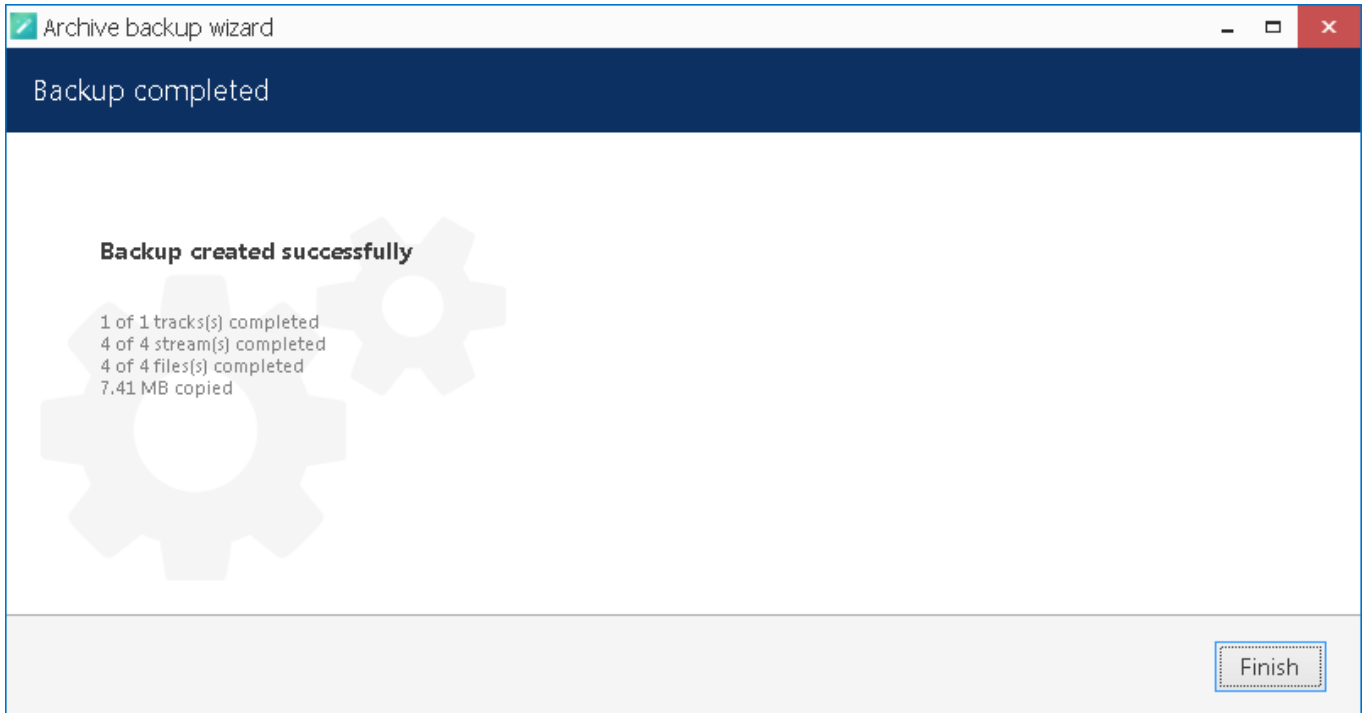 Archive backup wizard
Backup completed
Backup created successfully
1 of 1 tracks(s) completed
4 of 4 stream(s) completed
4 of 4 files(s) completed
7.41 MB copied
Finish